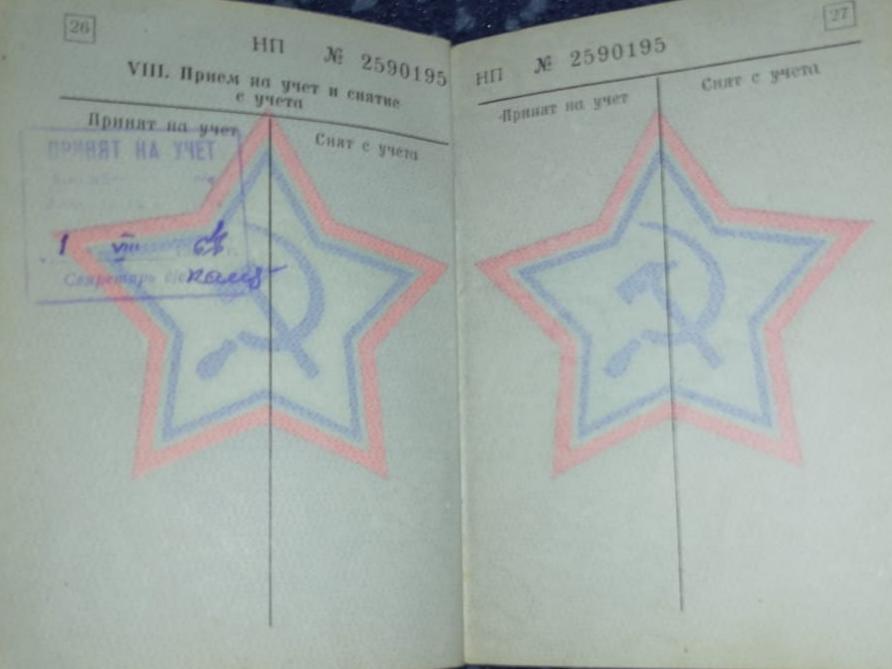 26
НП № 2590195
VIII. Прием на учет и снятие
с учета
Принят на учет
Снят с учета
ПРИНЯТ НА УЧЕТ
1 VIII
Секретарь
27
НП № 2590195
Принят на учет
Снят с учета